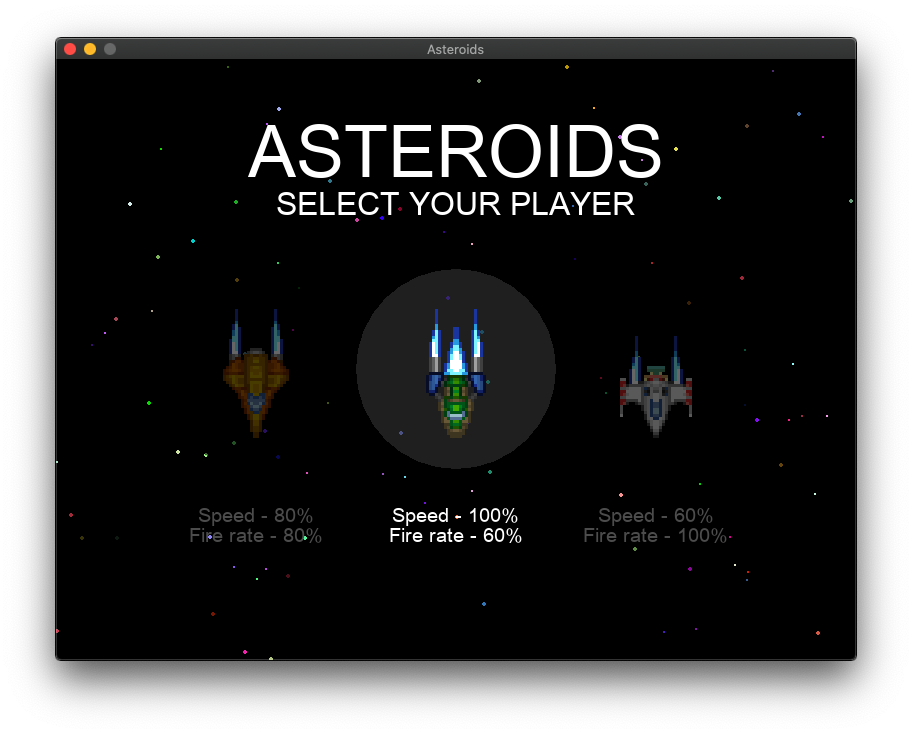 Asteroids
ASTEROIDS
SELECT YOUR PLAYER
Speed - 80%
Fire rate - 80%
Speed - 100%
Fire rate - 60%
Speed - 60%
Fire rate - 100%